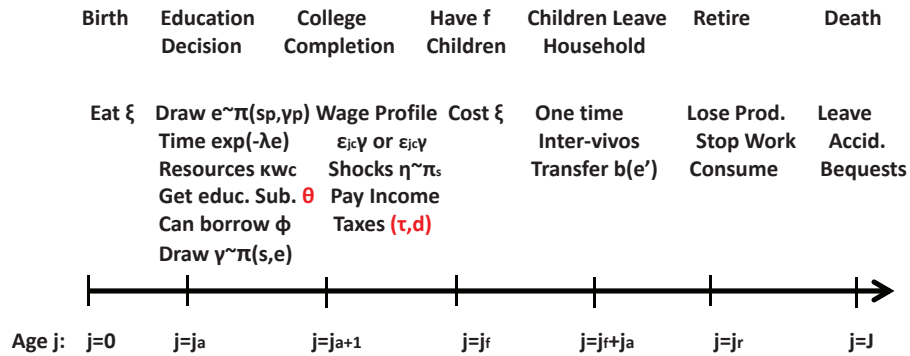 Birth Education Decision College Completion Have f Children Children Leave Household Retire Death
Eat ξ Draw e~π(sp,γp) Wage Profile Cost ξ One time Lose Prod. Leave
Time exp(-λe) εjcγ or εjcγ Inter-vivos Stop Work Accid.
Resources κwc Shocks η~πs Transfer b(e') Consume Bequests
Get educ. Sub. θ Pay Income
Can borrow ϕ Taxes (τ,d)
Draw γ~π(s,e)
Age j: j=0 j=ja j=ja+1 j=jf j=jf+ja j=jr j=J